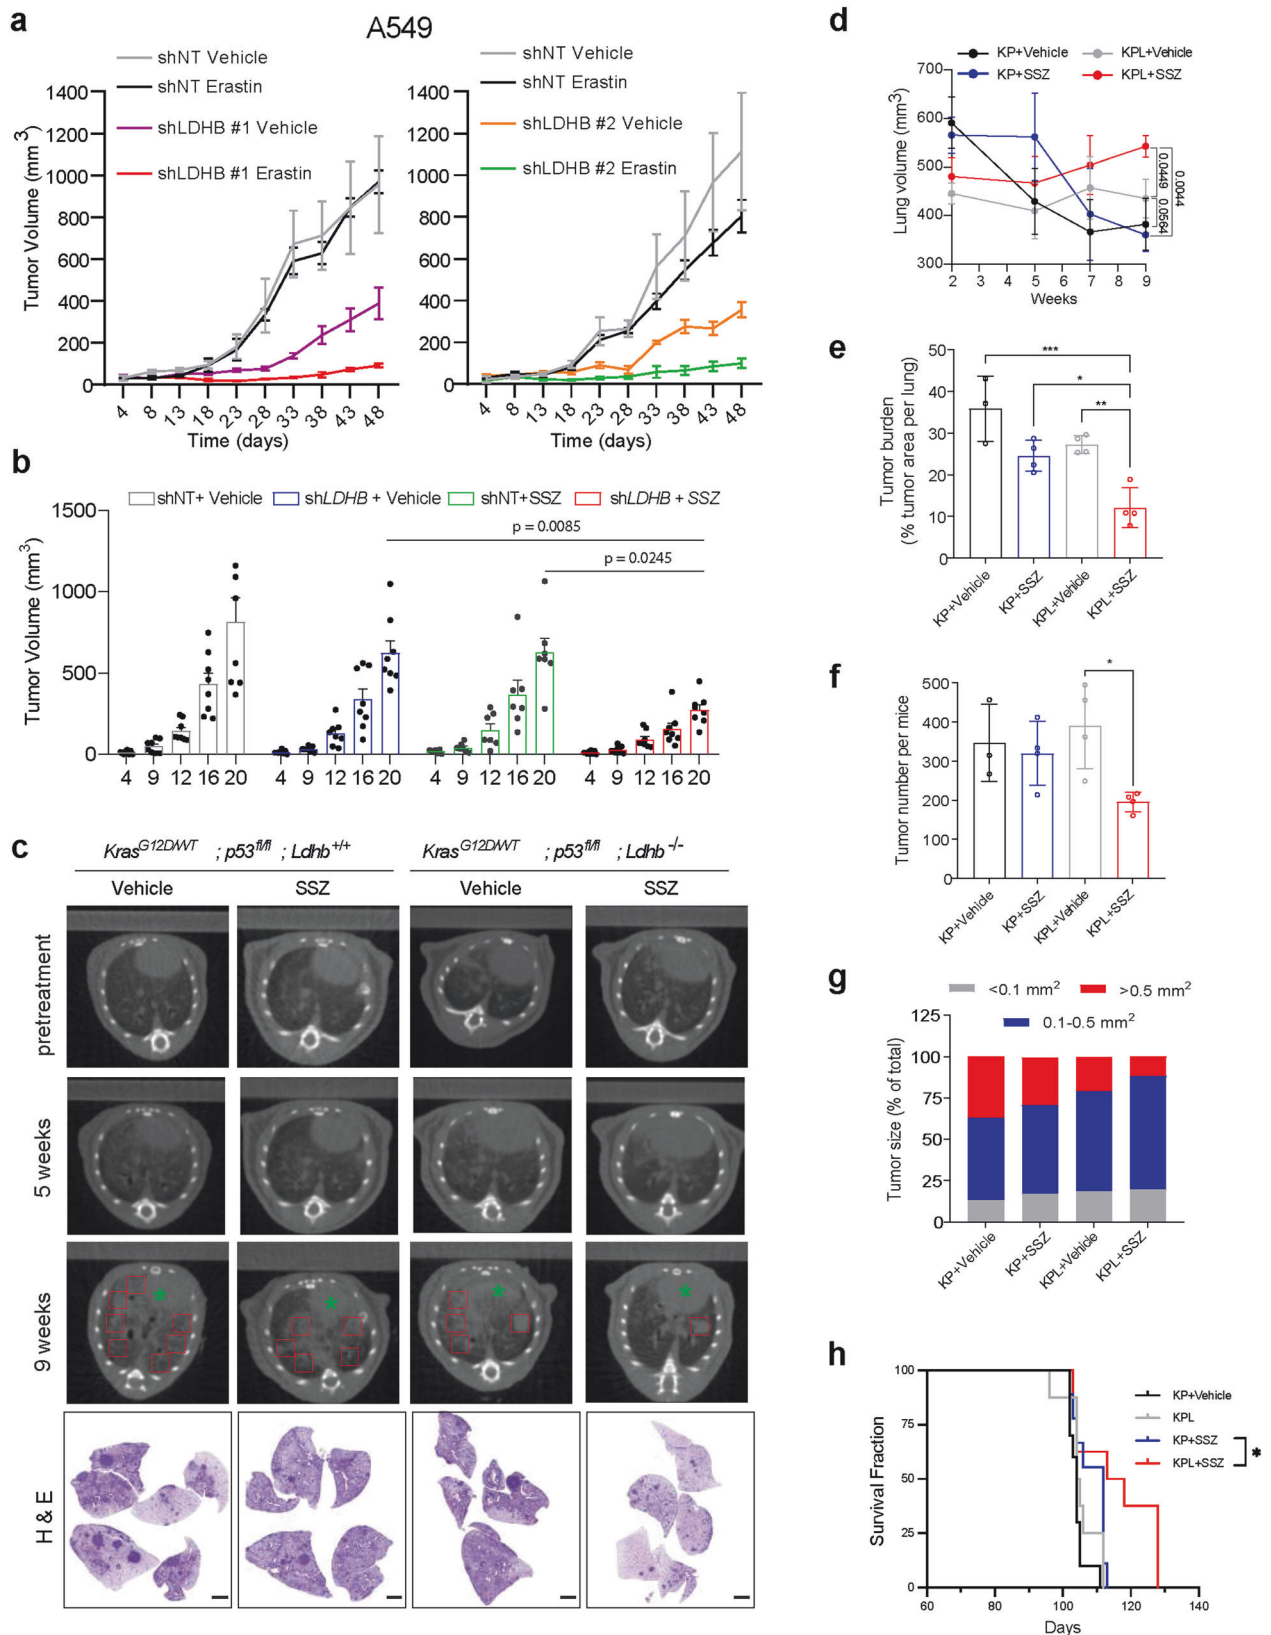 a
A549
shNT Vehicle
shNT Erastin
shLDHB #1 Vehicle
shLDHB #1 Erastin
Tumor Volume (mm 3)
1400
1200
1000
800
600
400
200
0
4 8 13 18 23 28 33 38 43 48
Time (days)
shNT Vehicle
shNT Erastin
shLDHB #2 Vehicle
shLDHB #2 Erastin
1400
1200
1000
800
600
400
200
0
4 8 13 18 23 28 33 38 43 48
Time (days)
b
shNT+ Vehicle shLDHB + Vehicle shNT+SSZ shLDHB + SSZ
Tumor Volume (mm3)
1500
1000
500
0
p = 0.0085
p = 0.0245
4 9 12 16 20 4 9 12 16 20 4 9 12 16 20 4 9 12 16 20
c
KrasG12D/WT ; p53fl/fl ; Ldhb+/+ KrasG12D/WT ; p53fl/fl ; Ldhb-/-
Vehicle SSZ Vehicle SSZ
pretreatment
5 weeks
9 weeks
* * * *
H & E
d
KP+Vehicle KPL+Vehicle
KP+SSZ KPL+SSZ
Lung volume (mm3)
700
600
500
400
300
2 3 4 5 7 9
Weeks
0.0449
0.0564
0.0044
e
Tumor burden
(% tumor area per lung)
50
40
30
20
10
0
***
*
**
KP+Vehicle KP+SSZ KPL+Vehicle KPL+SSZ
f
Tumor number per mice
500
400
300
200
100
0
*
KP+Vehicle KP+SSZ KPL+Vehicle KPL+SSZ
g
<0.1 mm2 >0.5 mm2
0.1-0.5 mm2
Tumor size (% of total)
125
100
75
50
25
0
KP+Vehicle KP+SSZ KPL+Vehicle KPL+SSZ
h
Survival Fraction
100
75
50
25
0
60 80 100 120 140
Days
KP+Vehicle
KPL
KP+SSZ
KPL+SSZ
*